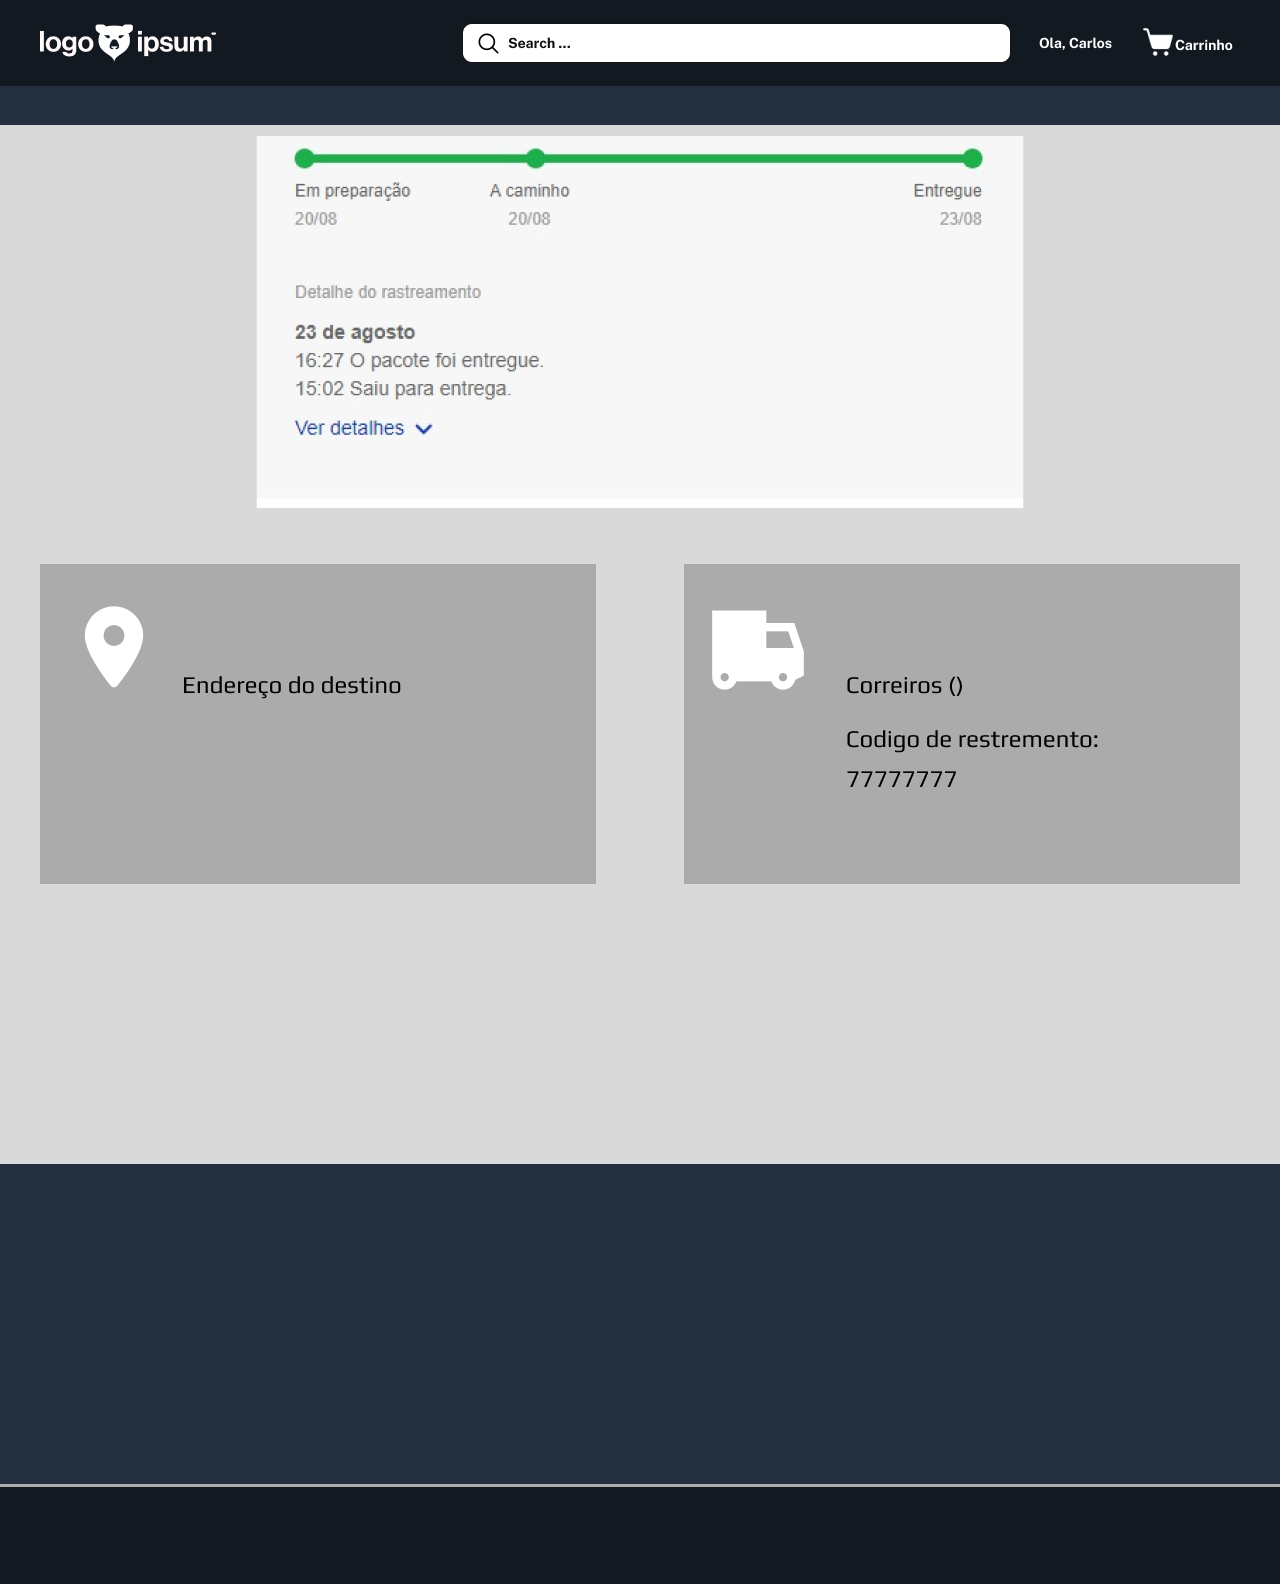 logo ipsum
Search ...
Ola, Carlos
Carrinho
Em preparação
A caminho
Entregue
20/08
20/08
23/08
Detalhe do rastreamento
23 de agosto
16:27 O pacote foi entregue.
15:02 Saiu para entrega.
Ver detalhes
Endereço do destino
Correiros ()
Codigo de restremento:
77777777